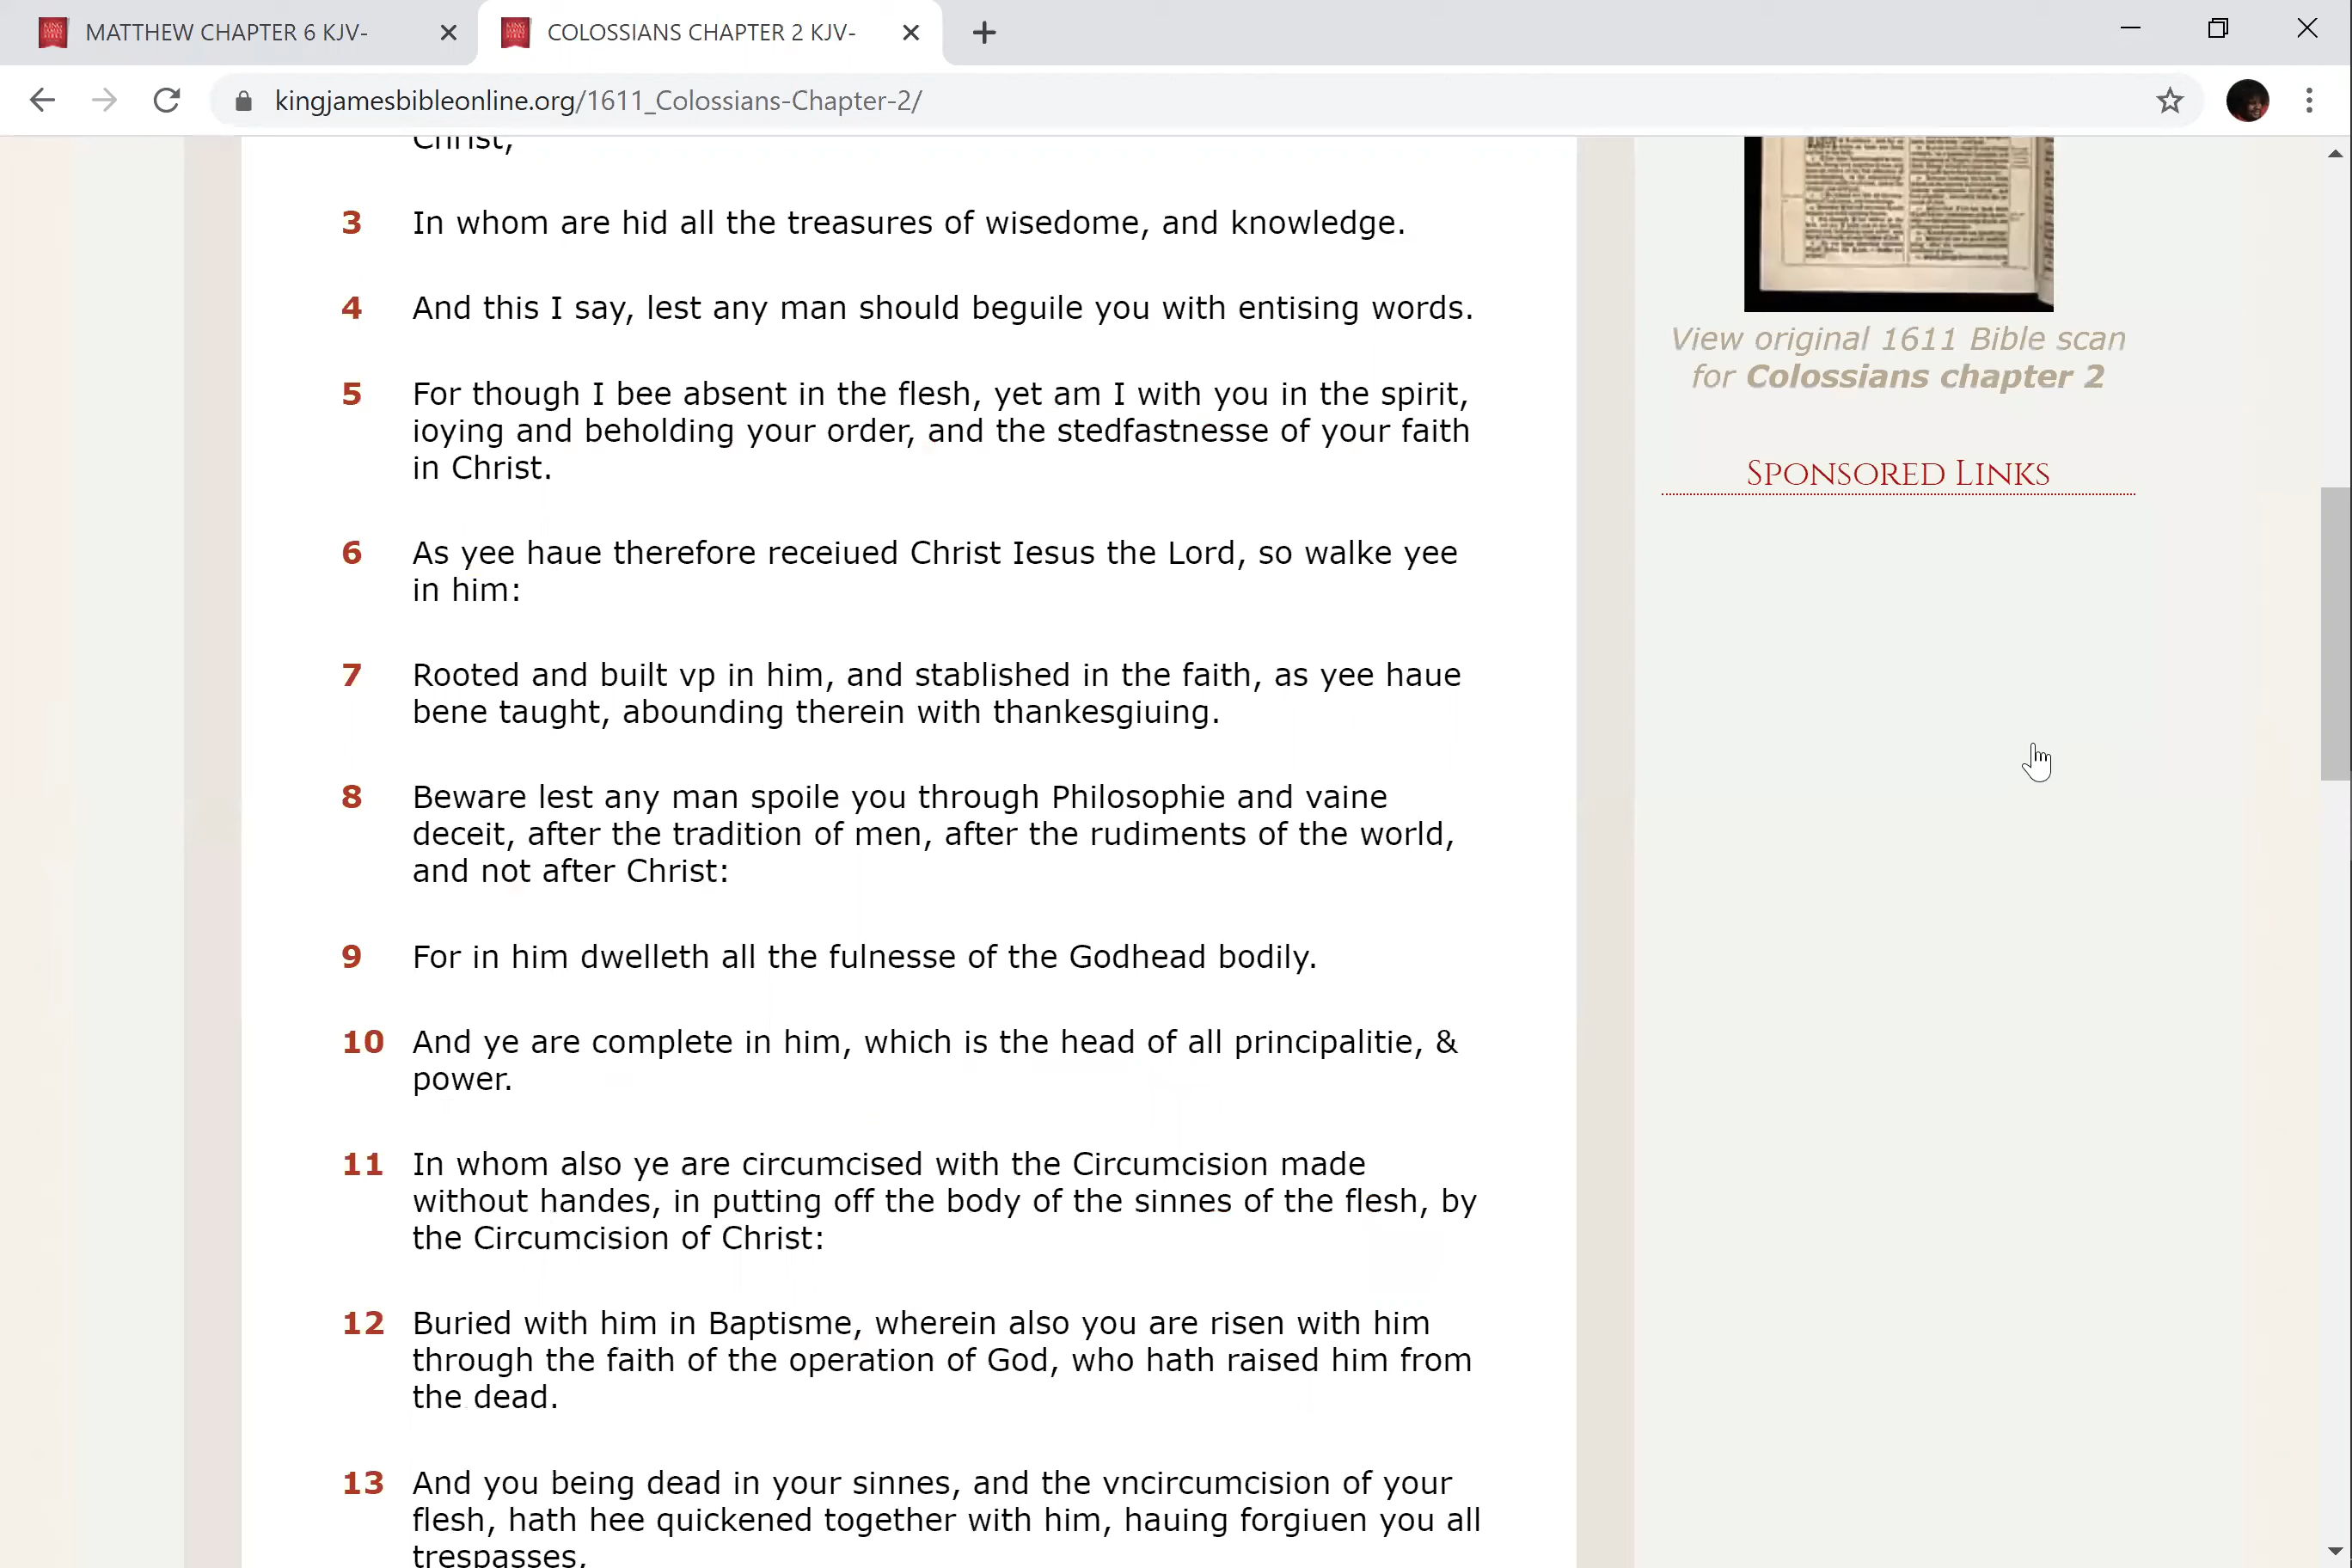 MATTHEW CHAPTER 6 KJV-
COLOSSIANS CHAPTER 2 KJV-
kingjamesbibleonline.org/1611_Colossians-Chapter-2/
Christ,
3 In whom are hid all the treasures of wisedome, and knowledge.
4 And this I say, lest any man should beguile you with entising words.
5 For though I bee absent in the flesh, yet am I with you in the spirit,
ioying and beholding your order, and the stedfastnesse of your faith
in Christ.
6 As yee haue therefore receiued Christ Iesus the Lord, so walke yee
in him:
7 Rooted and built vp in him, and stablished in the faith, as yee haue
bene taught, abounding therein with thankesgiuing.
8 Beware lest any man spoile you through Philosophie and vaine
deceit, after the tradition of men, after the rudiments of the world,
and not after Christ:
9 For in him dwelleth all the fulnesse of the Godhead bodily.
10 And ye are complete in him, which is the head of all principalitie, &
power.
11 In whom also ye are circumcised with the Circumcision made
without handes, in putting off the body of the sinnes of the flesh, by
the Circumcision of Christ:
12 Buried with him in Baptisme, wherein also you are risen with him
through the faith of the operation of God, who hath raised him from
the dead.
13 And you being dead in your sinnes, and the vncircumcision of your
flesh, hath hee quickened together with him, hauing forgiuen you all
trespasses,
View original 1611 Bible scan
for Colossians chapter 2
SPONSORED LINKS